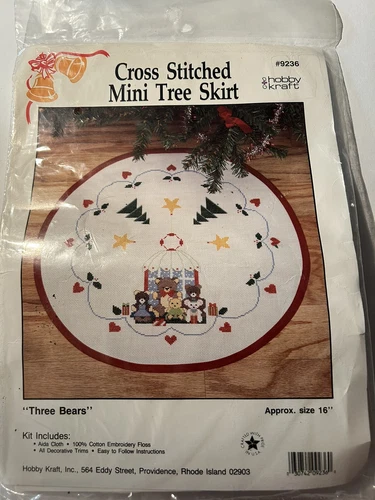 Cross Stitched
Mini Tree Skirt
#9236
hobby
kraft
"Three Bears"
Approx. size 16"
Kit Includes:
• Aida Cloth • 100% Cotton Embroidery Floss
• All Decorative Trims • Easy to Follow Instructions
Hobby Kraft, Inc., 564 Eddy Street, Providence, Rhode Island 02903